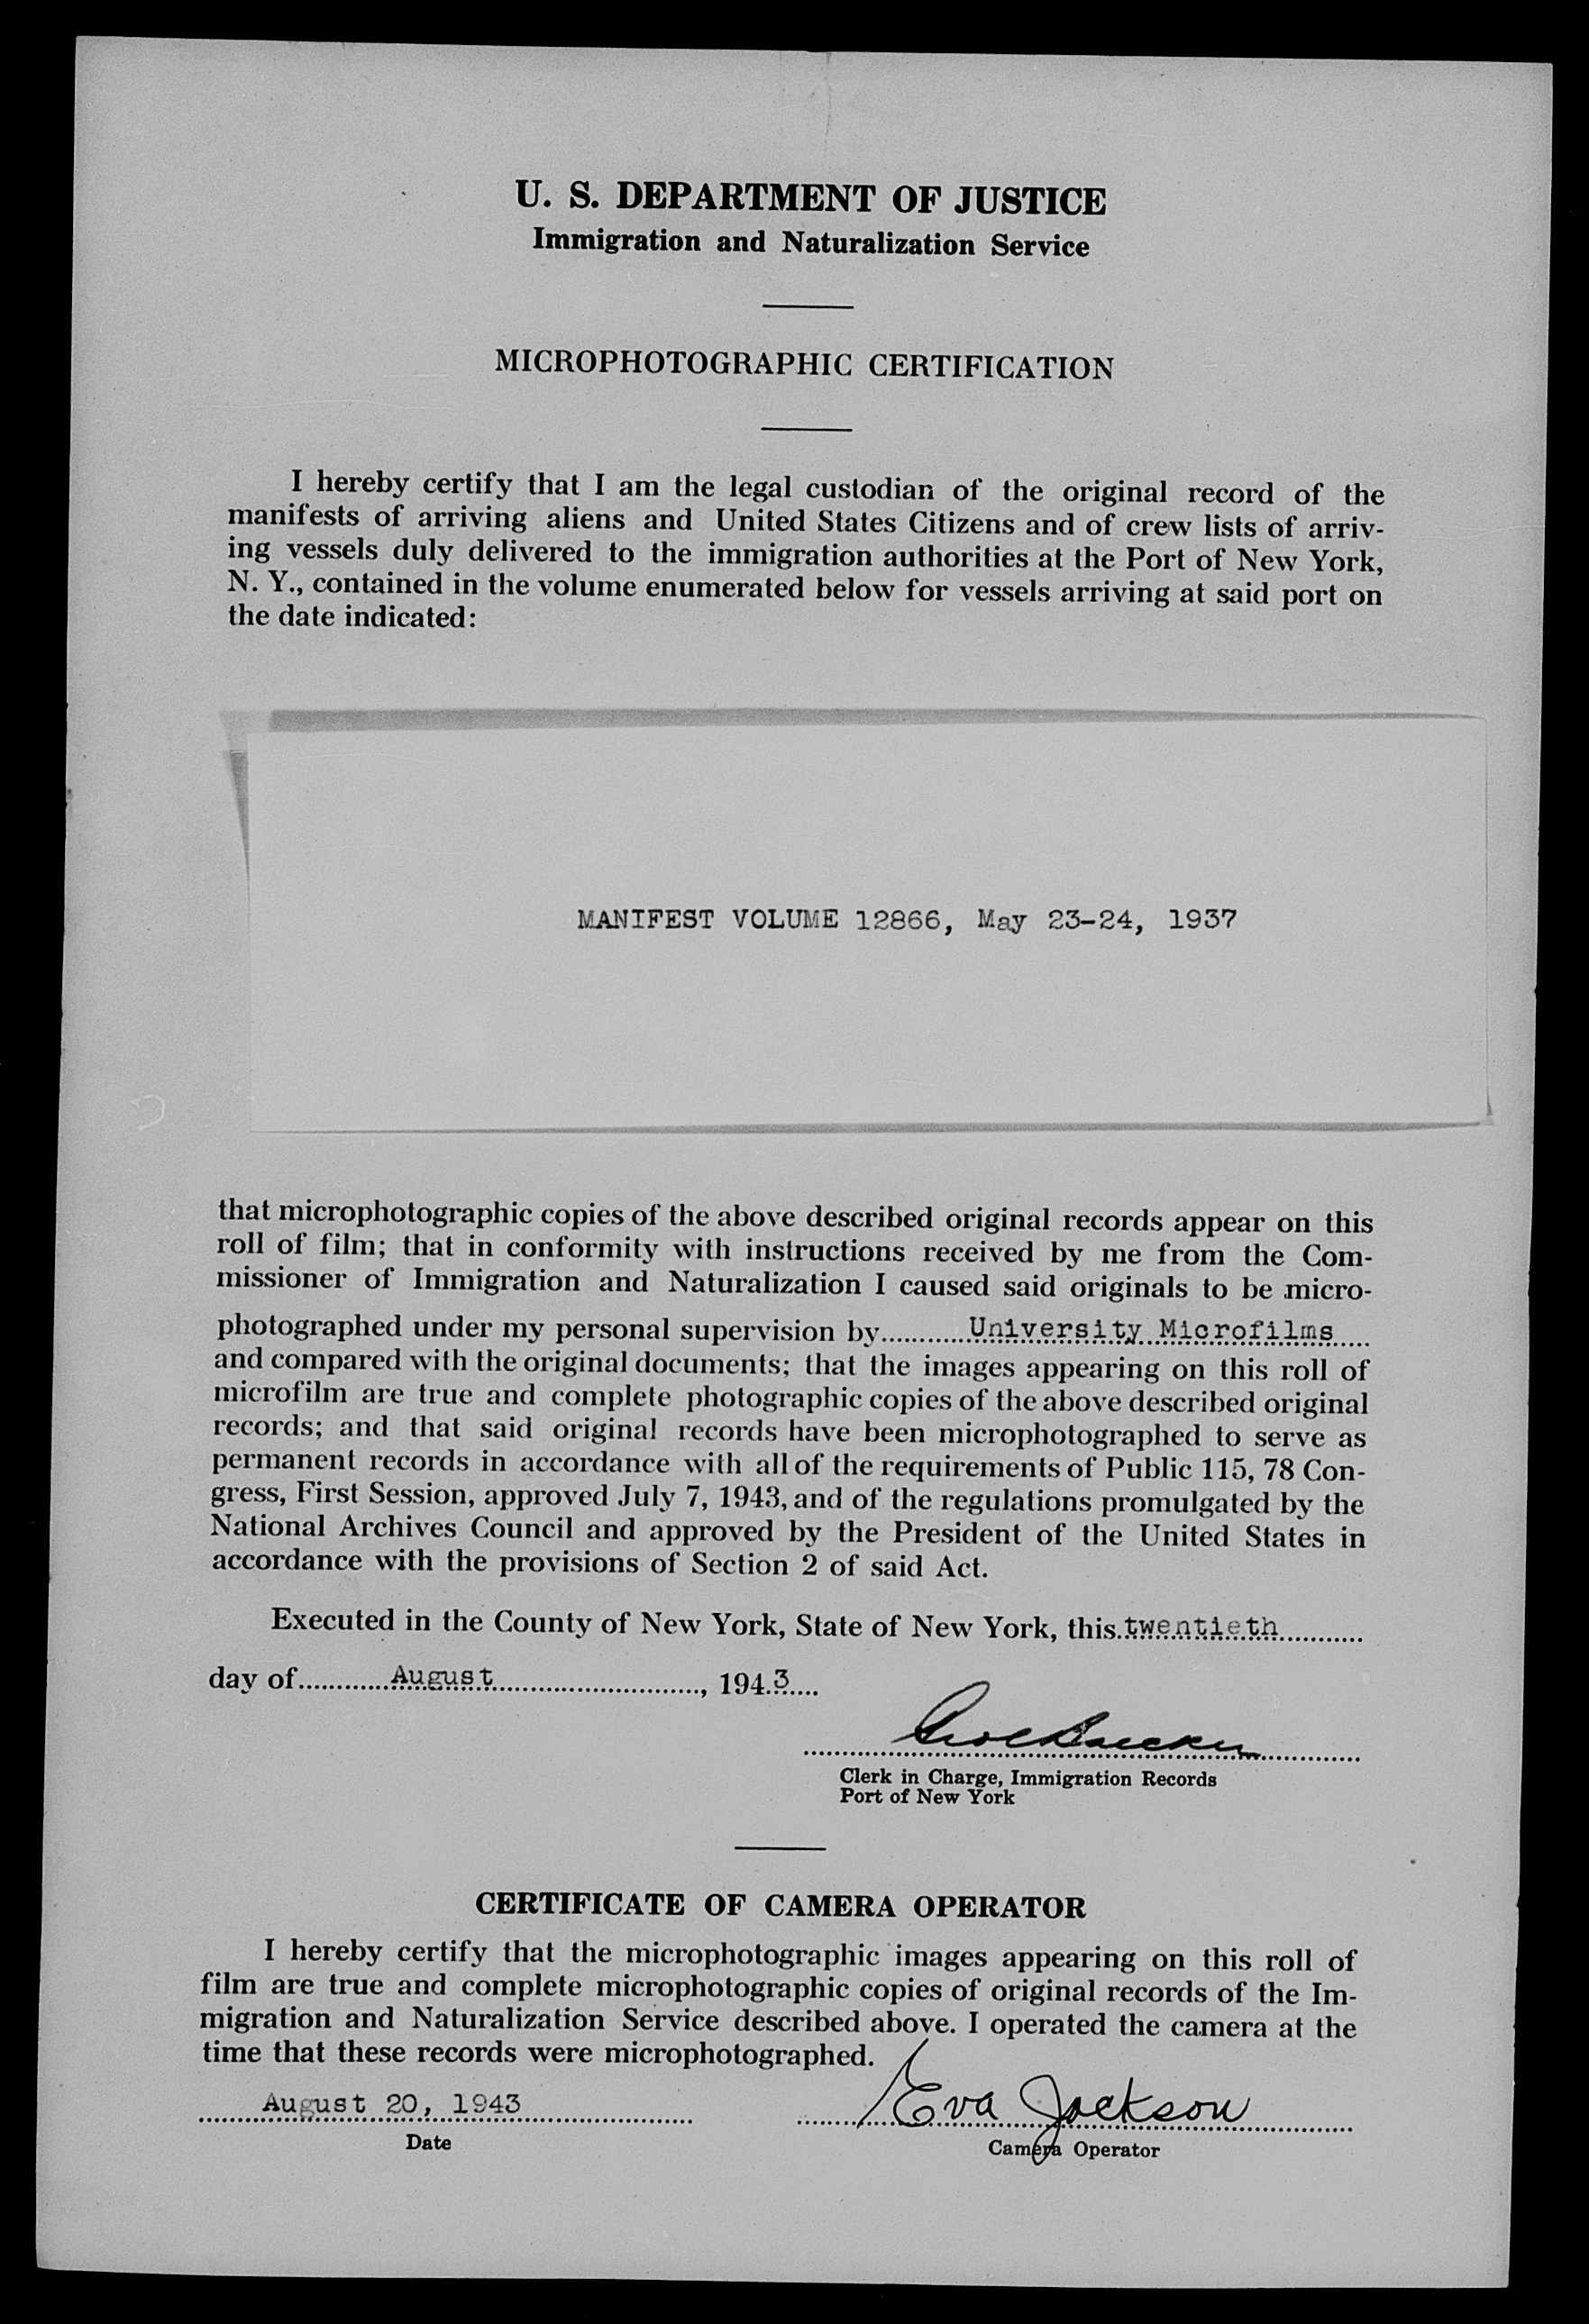 U. S. DEPARTMENT OF JUSTICE
Immigration and Naturalization Service
MICROPHOTOGRAPHIC CERTIFICATION
I hereby certify that I am the legal custodian of the original record of the
manifests of arriving aliens and United States Citizens and of crew lists of arriv-
ing vessels duly delivered to the immigration authorities at the Port of New York,
N. Y., contained in the volume enumerated below for vessels arriving at said port on
the date indicated:
MANIFEST VOLUME 12866, May 23-24, 1937
that microphotographic copies of the above described original records appear on this
roll of film; that in conformity with instructions received by me from the Com-
missioner of Immigration and Naturalization I caused said originals to be micro-
photographed under my personal supervision by University Microfilms
and compared with the original documents; that the images appearing on this roll of
microfilm are true and complete photographic copies of the above described original
records; and that said original records have been microphotographed to serve as
permanent records in accordance with all of the requirements of Public 115, 78 Con-
gress, First Session, approved July 7, 1943, and of the regulations promulgated by the
National Archives Council and approved by the President of the United States in
accordance with the provisions of Section 2 of said Act.
Executed in the County of New York, State of New York, this twentieth
day of August, 1943
Clerk in Charge, Immigration Records
Port of New York
CERTIFICATE OF CAMERA OPERATOR
I hereby certify that the microphotographic images appearing on this roll of
film are true and complete microphotographic copies of original records of the Im-
migration and Naturalization Service described above. I operated the camera at the
time that these records were microphotographed.
August 20, 1943 Eva Jackson
Date Camera Operator